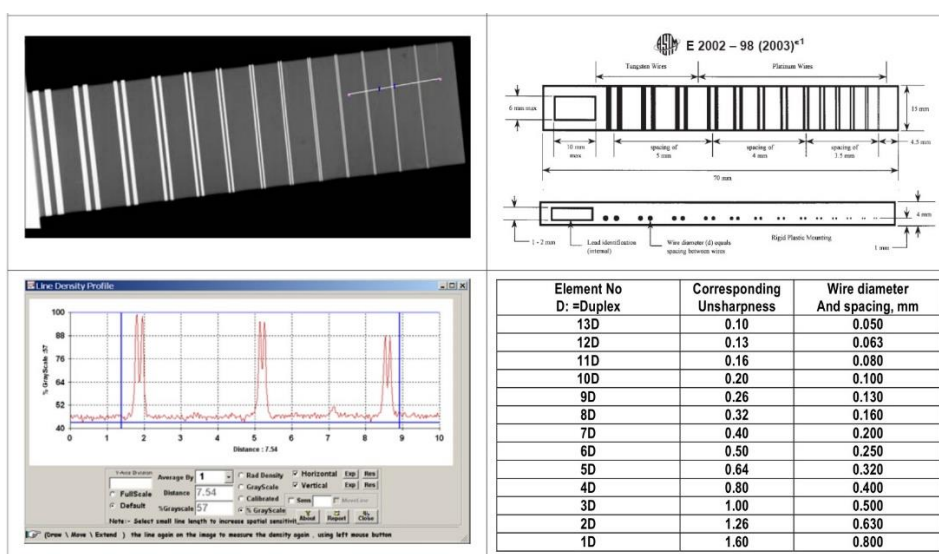 ASTM E 2002 – 98 (2003)ε1
Tungsten Wires
Platinum Wires
6 mm max
15 mm
10 mm
max
spacing of
5 mm
spacing of
4 mm
spacing of
3.5 mm
4.5 mm
70 mm
4 mm
1 - 2 mm
Lead identification
(internal)
Wire diameter (d) equals
spacing between wires
Rigid Plastic Mounting
1 mm
Line Density Profile
100
88
76
64
52
40
% GrayScale :57
0 1 2 3 4 5 6 7 8 9 10
Distance : 7.54
Y-Axis Division
FullScale
Default
Average By 1
Distance 7.54
%Grayscale 57
Rad Density
GrayScale
Calibrated
% GrayScale
Horizontal Exp Res
Vertical Exp Res
About Report Close
Note:- Select small line length to increase spatial sensitivity
(Draw \ Move \ Extend ) the line again on the image to measure the density again , using left mouse button
Element No Corresponding Wire diameter
D: =Duplex Unsharpness And spacing, mm
13D 0.10 0.050
12D 0.13 0.063
11D 0.16 0.080
10D 0.20 0.100
9D 0.26 0.130
8D 0.32 0.160
7D 0.40 0.200
6D 0.50 0.250
5D 0.64 0.320
4D 0.80 0.400
3D 1.00 0.500
2D 1.26 0.630
1D 1.60 0.800